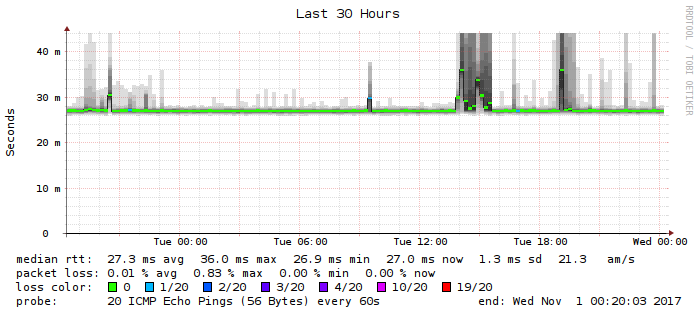 Last 30 Hours
RRDTOOL / TOBI OETIKER
Seconds
40 m
30 m
20 m
10 m
0
Tue 00:00 Tue 06:00 Tue 12:00 Tue 18:00 Wed 00:00
median rtt: 27.3 ms avg 36.0 ms max 26.9 ms min 27.0 ms now 1.3 ms sd 21.3 am/s
packet loss: 0.01 % avg 0.83 % max 0.00 % min 0.00 % now
loss color: 0 1/20 2/20 3/20 4/20 10/20 19/20
probe: 20 ICMP Echo Pings (56 Bytes) every 60s end: Wed Nov 1 00:20:03 2017